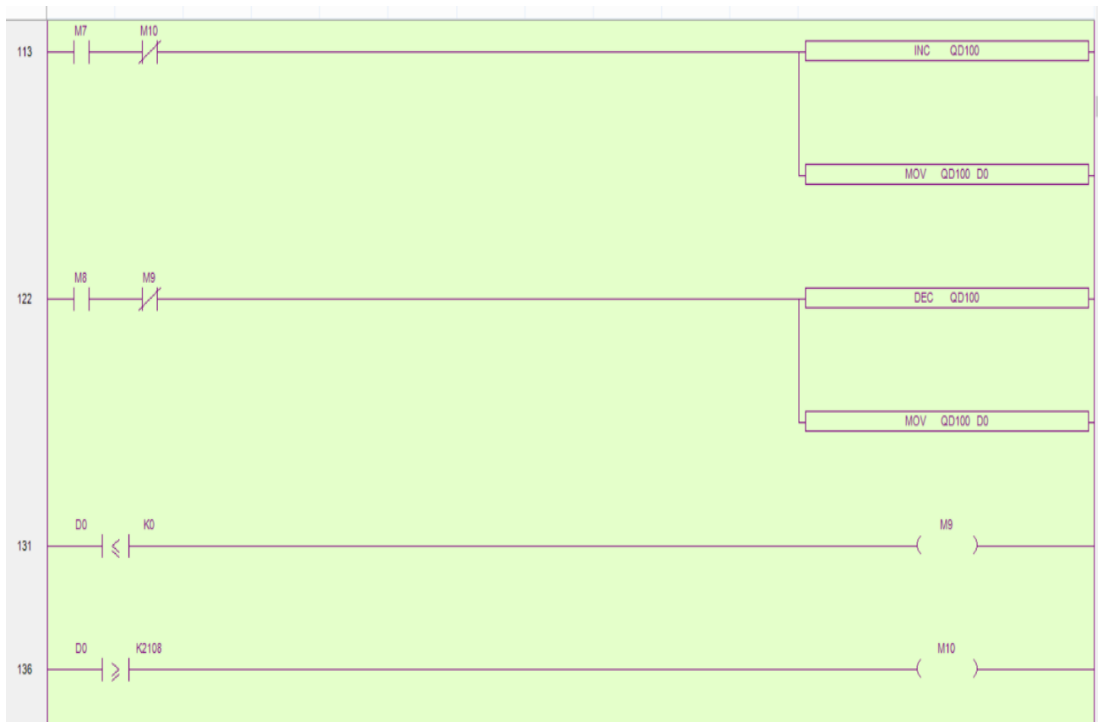 M7 M10
113 INC QD100
MOV QD100 D0
M8 M9
122 DEC QD100
MOV QD100 D0
D0 K0 M9
131 ≤
D0 K2108 M10
136 ≥